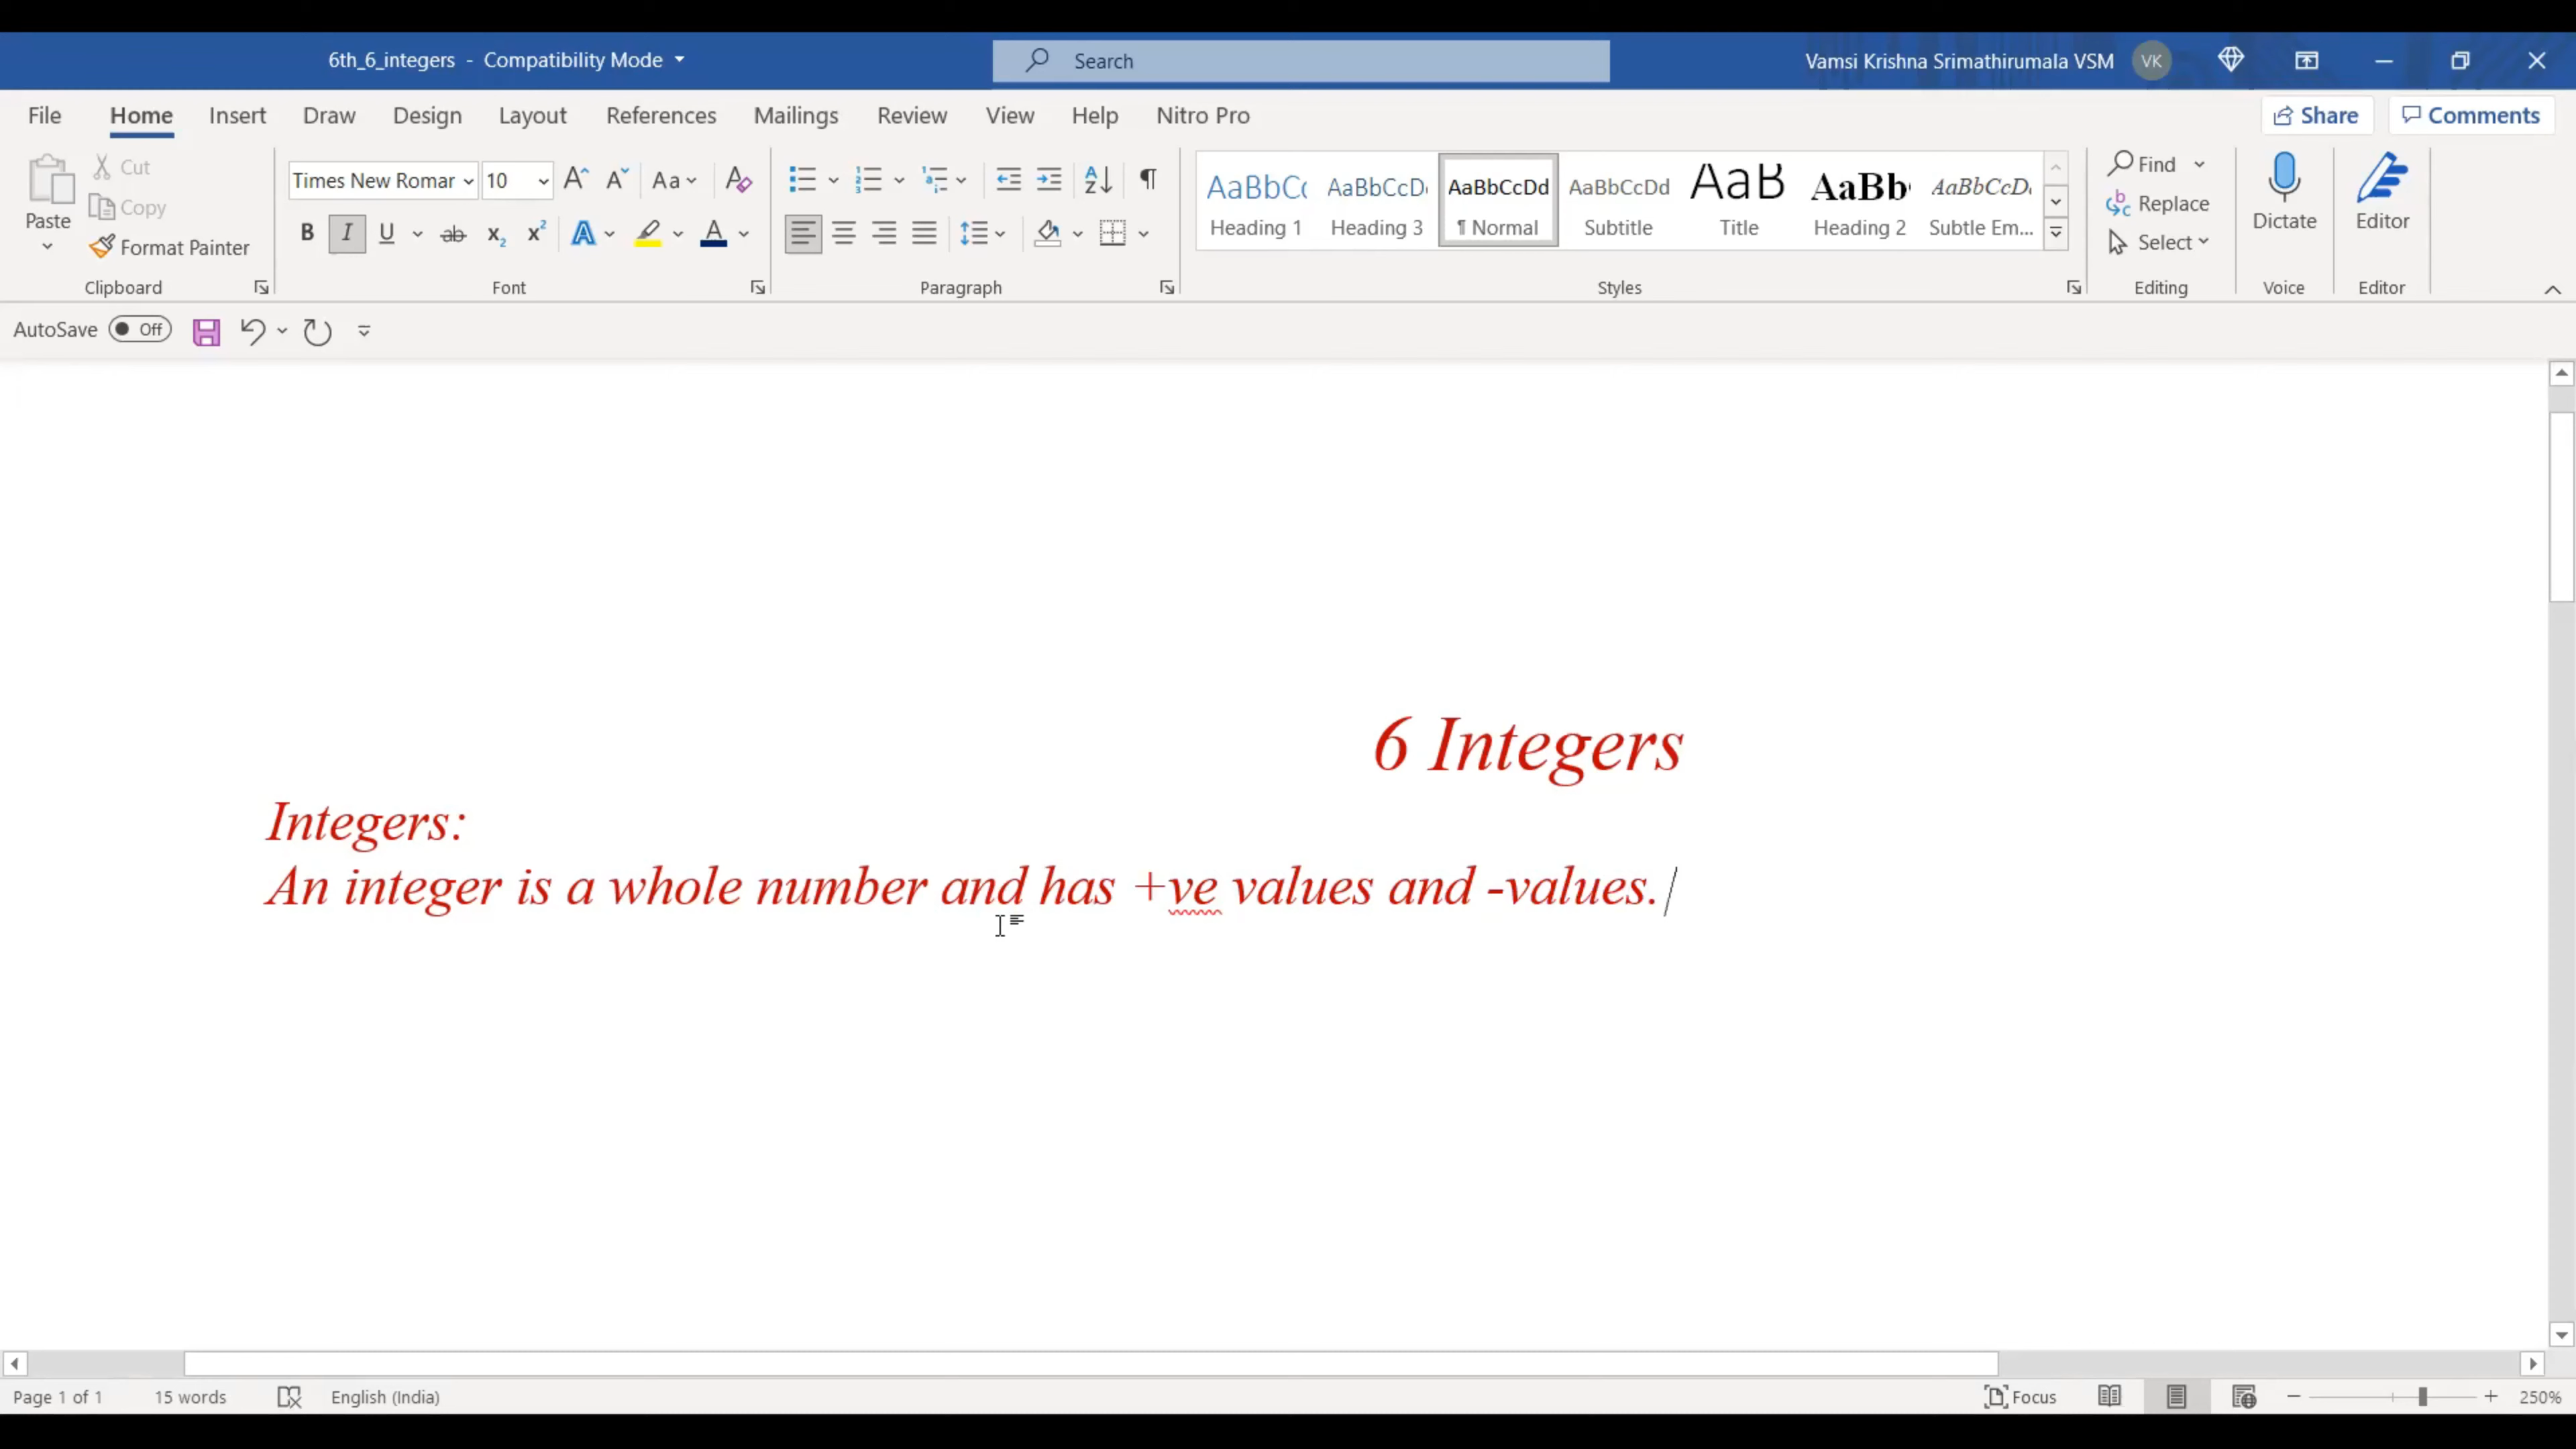 6th_6_integers - Compatibility Mode
Search
Vamsi Krishna Srimathirumala VSM VK
File Home Insert Draw Design Layout References Mailings Review View Help Nitro Pro Share Comments
Paste Cut Copy Format Painter
Clipboard
Times New Romar 10
Font
Paragraph
AaBbCc AaBbCcD AaBbCcDd AaBbCcDd AaB AaBb AaBbCcD
Heading 1 Heading 3 ¶ Normal Subtitle Title Heading 2 Subtle Em...
Styles
Find
Replace
Select
Editing
Dictate
Voice
Editor
Editor
AutoSave Off
6 Integers
Integers:
An integer is a whole number and has +ve values and -values.
Page 1 of 1 15 words English (India) Focus 250%